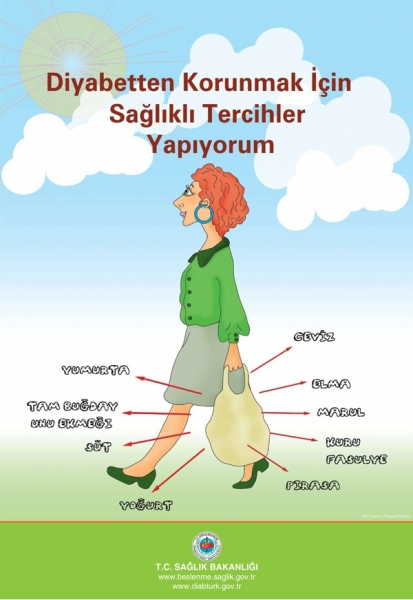 Diyabetten Korunmak İçin
Sağlıklı Tercihler
Yapıyorum
CEVİZ
YUMURTA
ELMA
TAM BUĞDAY
UNU EKMEĞİ
MARUL
SÜT
KURU
FASULYE
PIRASA
YOĞURT
T.C. SAĞLIK BAKANLIĞI
www.beslenme.saglik.gov.tr
www.diabturk.gov.tr